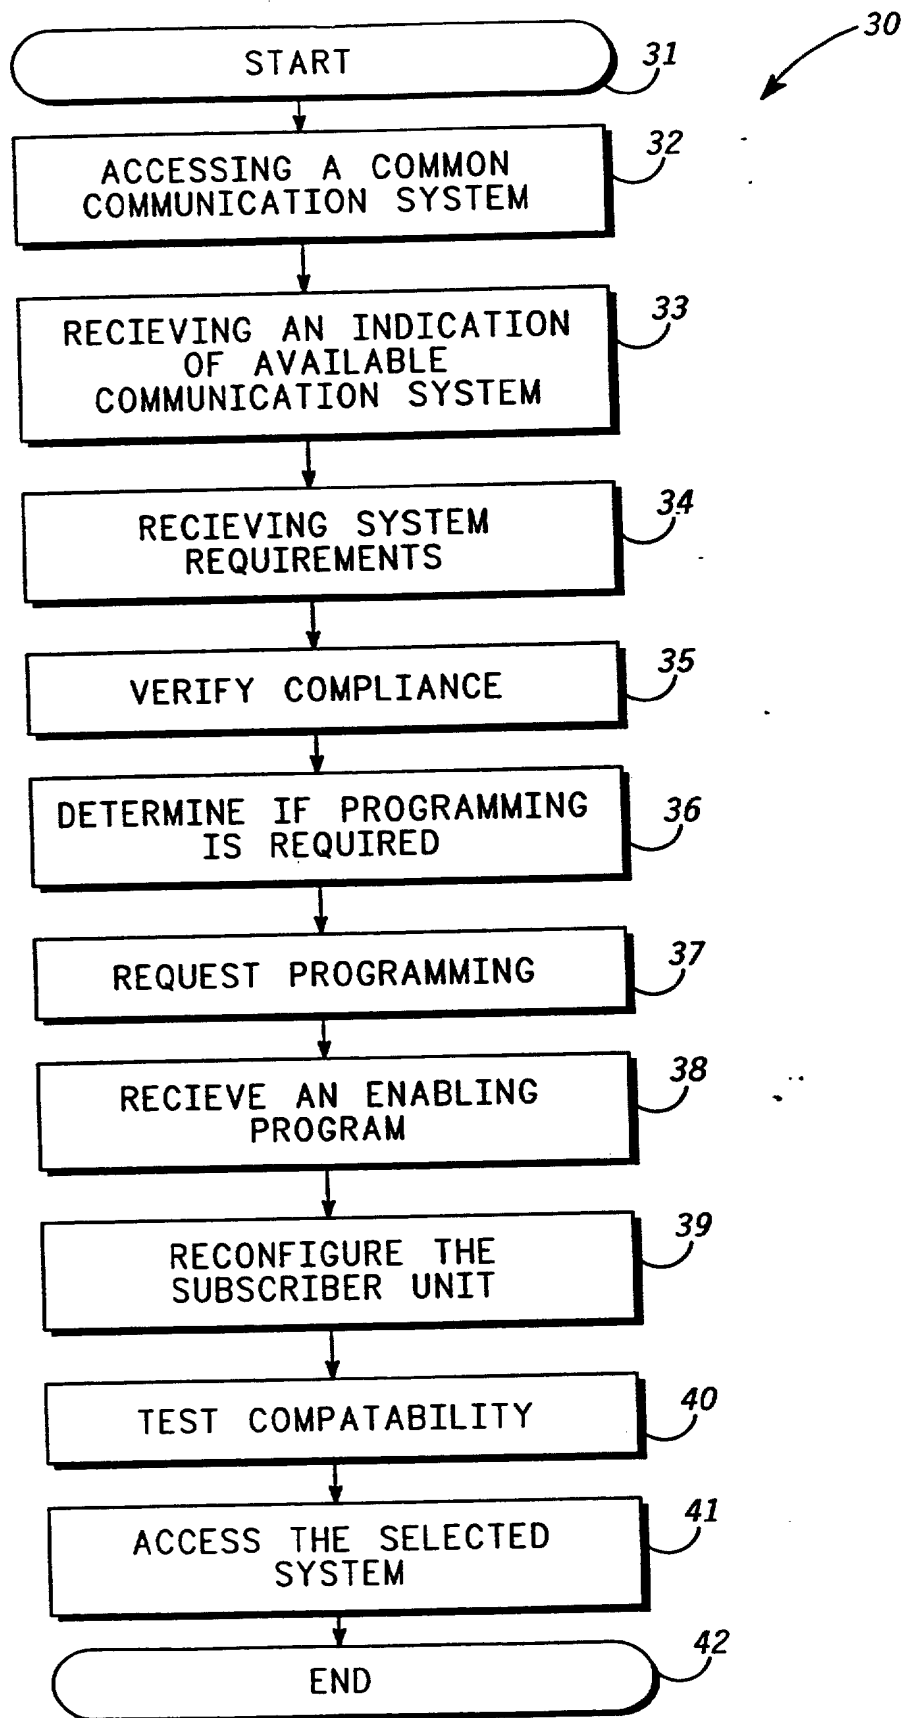 30
START
31
ACCESSING A COMMON
COMMUNICATION SYSTEM
32
RECIEVING AN INDICATION
OF AVAILABLE
COMMUNICATION SYSTEM
33
RECIEVING SYSTEM
REQUIREMENTS
34
VERIFY COMPLIANCE
35
DETERMINE IF PROGRAMMING
IS REQUIRED
36
REQUEST PROGRAMMING
37
RECIEVE AN ENABLING
PROGRAM
38
RECONFIGURE THE
SUBSCRIBER UNIT
39
TEST COMPATABILITY
40
ACCESS THE SELECTED
SYSTEM
41
END
42